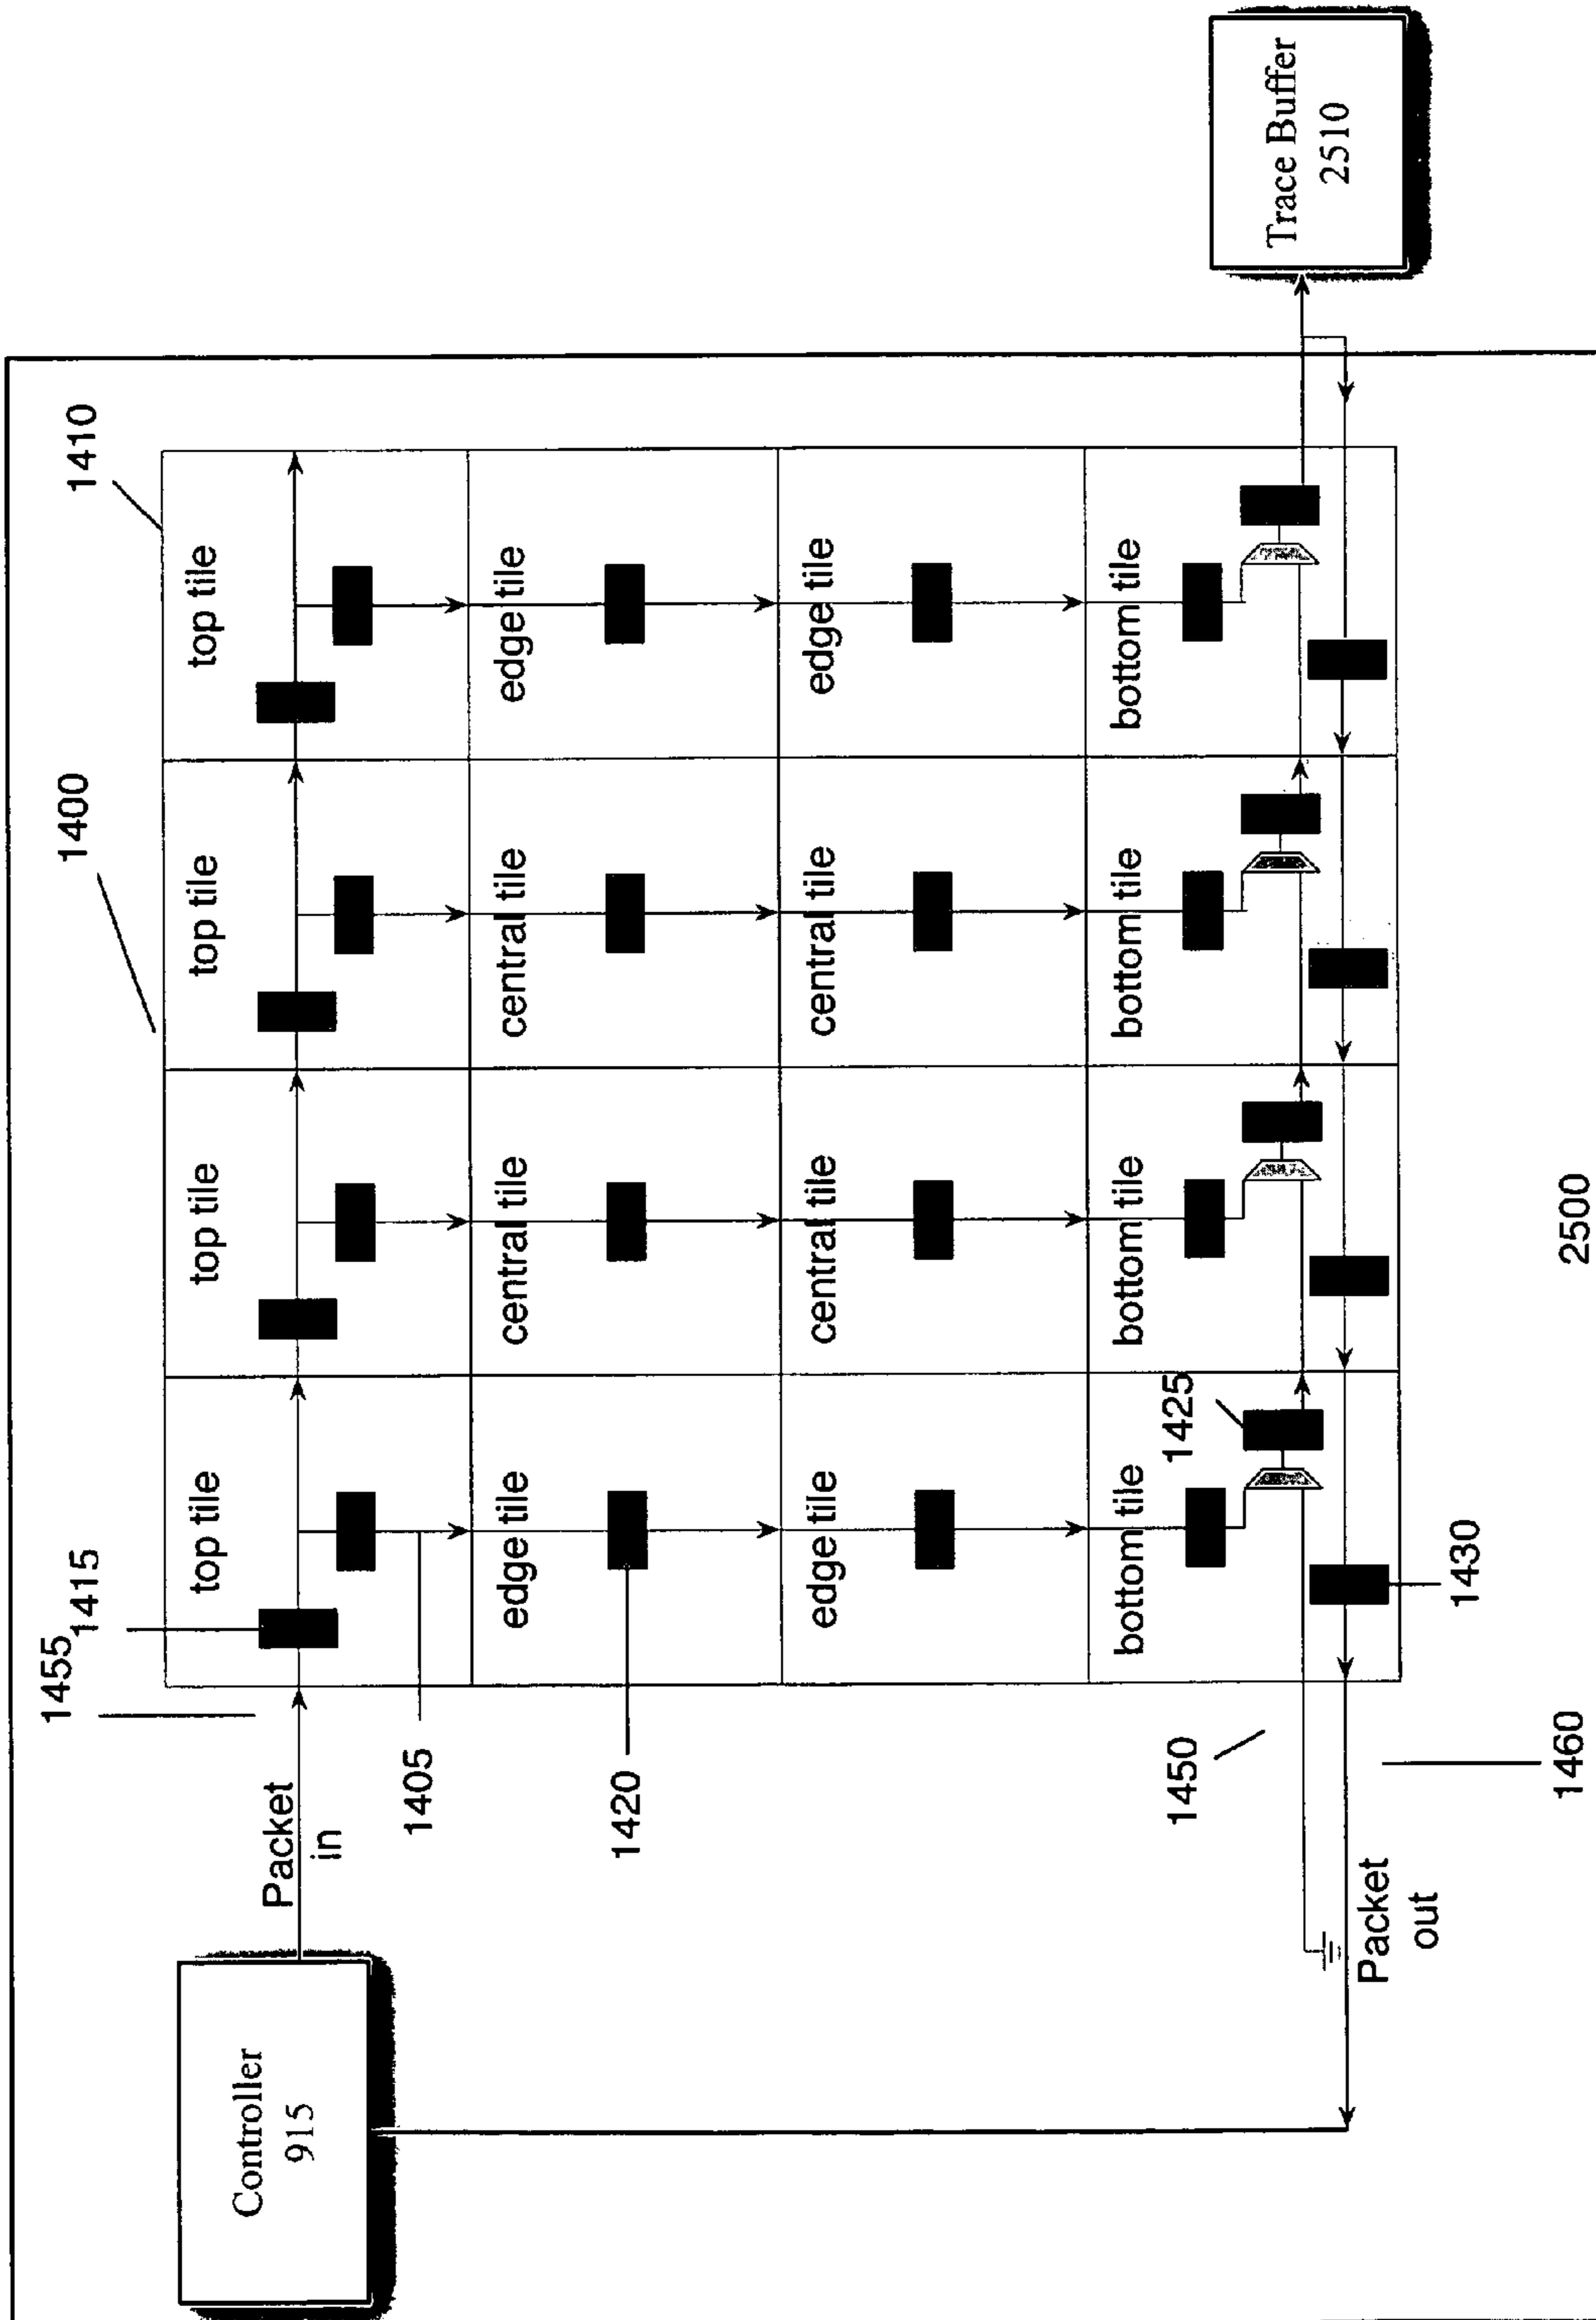 1400
1410
1455
1415
top tile
top tile
top tile
top tile
Controller
915
Packet
in
1405
edge tile
central tile
central tile
edge tile
1420
edge tile
central tile
central tile
edge tile
bottom tile
bottom tile
bottom tile
bottom tile
1425
1450
Trace Buffer
2510
Packet
out
1430
1460
2500